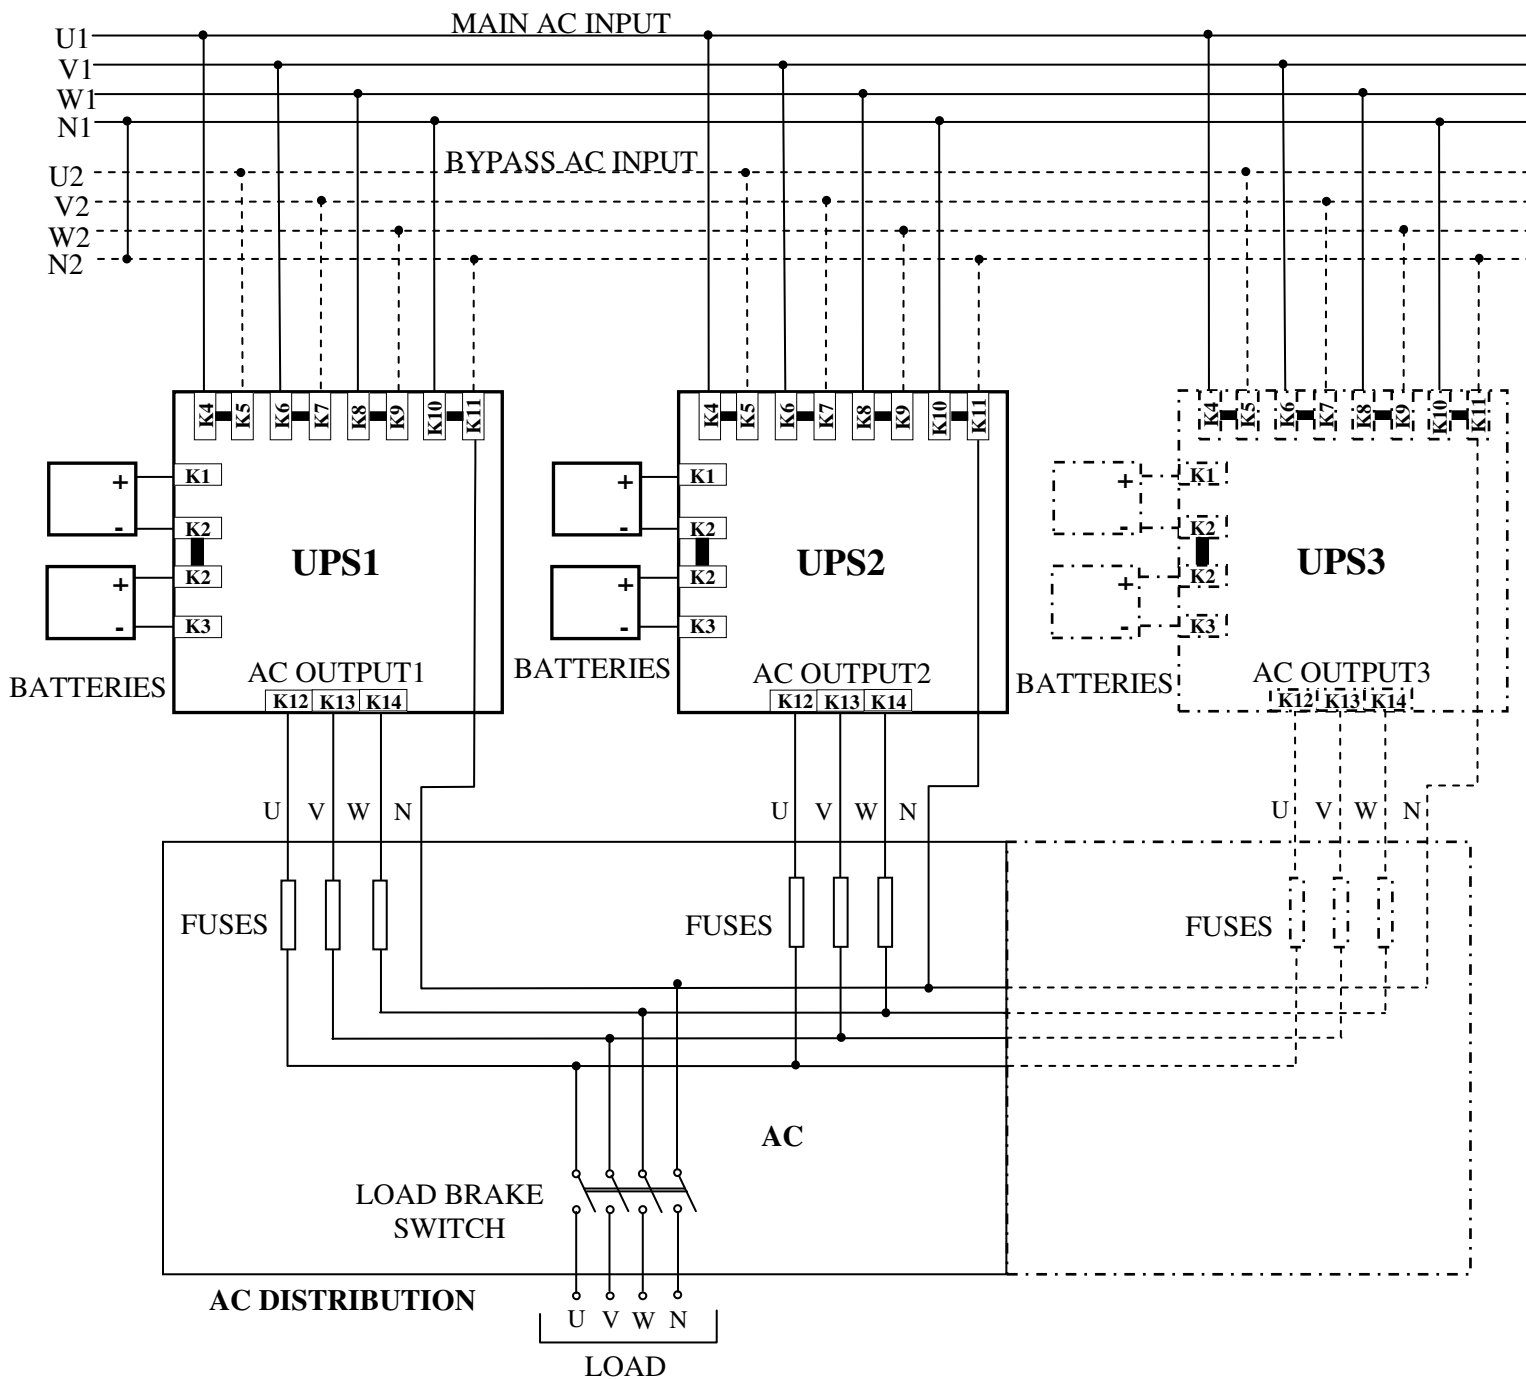 MAIN AC INPUT
U1
V1
W1
N1
BYPASS AC INPUT
U2
V2
W2
N2
K4 K5 K6 K7 K8 K9 K10 K11
K4 K5 K6 K7 K8 K9 K10 K11
K4 K5 K6 K7 K8 K9 K10 K11
+ K1
- K2
+ K2
- K3
UPS1
BATTERIES
AC OUTPUT1
K12 K13 K14
+ K1
- K2
+ K2
- K3
UPS2
BATTERIES
AC OUTPUT2
K12 K13 K14
+ K1
- K2
+ K2
- K3
UPS3
BATTERIES
AC OUTPUT3
K12 K13 K14
U V W N
U V W N
U V W N
FUSES
FUSES
FUSES
AC
LOAD BRAKE
SWITCH
AC DISTRIBUTION
U V W N
LOAD